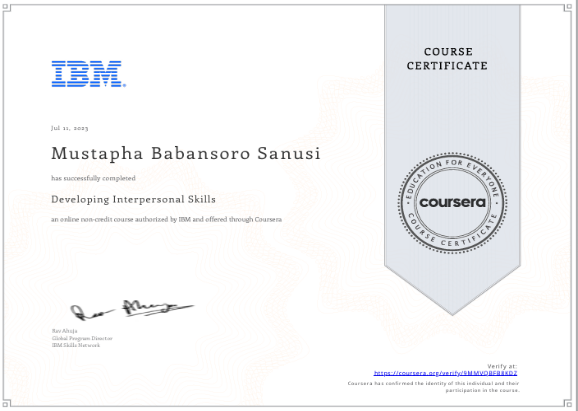 IBM
COURSE
CERTIFICATE
Jul 11, 2023
Mustapha Babansoro Sanusi
has successfully completed
Developing Interpersonal Skills
an online non-credit course authorized by IBM and offered through Coursera
EDUCATION FOR EVERYONE
coursera
COURSE CERTIFICATE
Rav Ahuja
Global Program Director
IBM Skills Network
Verify at:
https://coursera.org/verify/
Coursera has confirmed the identity of this individual and their
participation in the course.